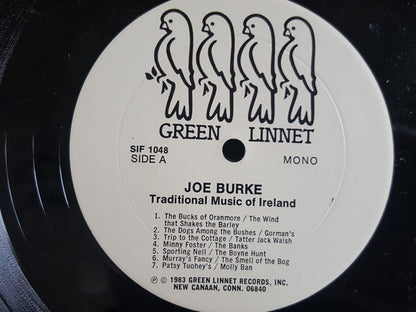 GREEN LINNET
SIF 1048
SIDE A
MONO
JOE BURKE
Traditional Music of Ireland
1. The Bucks of Oranmore / The Wind
that Shakes the Barley
2. The Dogs Among the Bushes / Gorman's
3. Trip to the Cottage / Tatter Jack Walsh
4. Minny Foster / The Banks
5. Sporting Nell / The Boyne Hunt
6. Murray's Fancy / The Smell of the Bog
7. Patsy Tuohey's / Molly Ban
℗ © 1983 GREEN LINNET RECORDS, INC.
NEW CANAAN, CONN. 06840